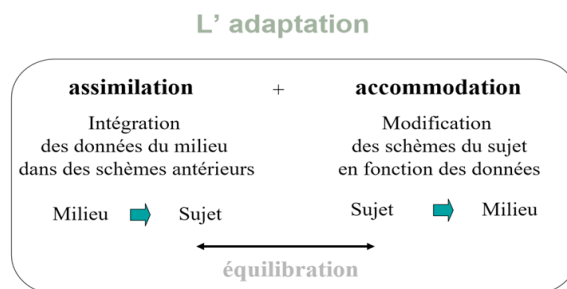 L' adaptation
assimilation + accommodation
Intégration
des données du milieu
dans des schèmes antérieurs
Modification
des schèmes du sujet
en fonction des données
Milieu Sujet
Sujet Milieu
équilibration